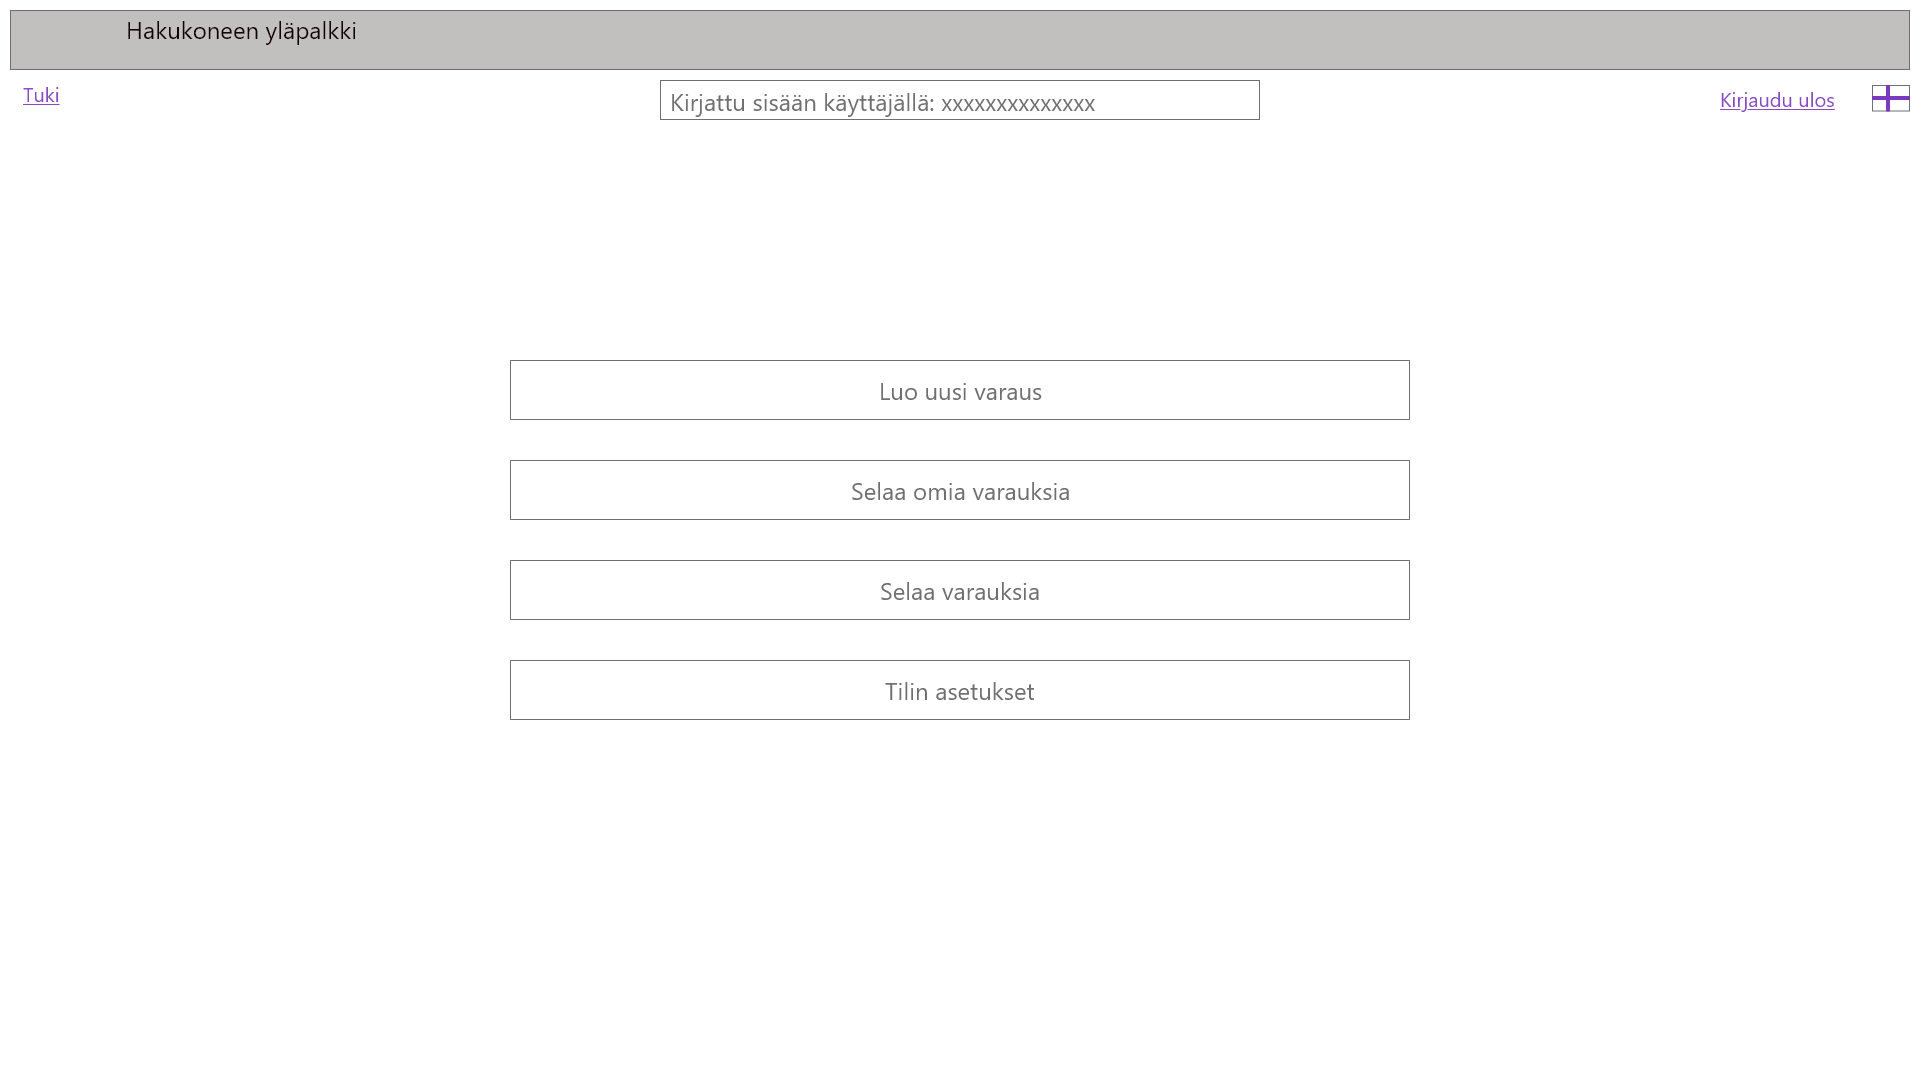 Hakukoneen yläpalkki
Tuki
Kirjattu sisään käyttäjällä: xxxxxxxxxxxxxx
Kirjaudu ulos
Luo uusi varaus
Selaa omia varauksia
Selaa varauksia
Tilin asetukset